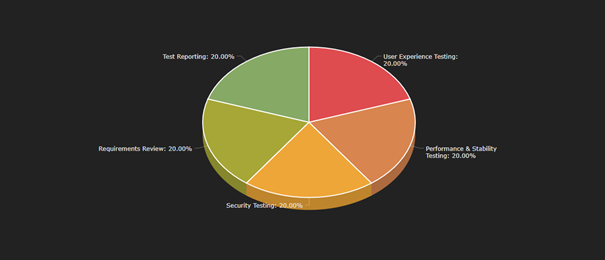 Test Reporting: 20.00%
User Experience Testing:
20.00%
Requirements Review: 20.00%
Performance & Stability
Testing: 20.00%
Security Testing: 20.00%